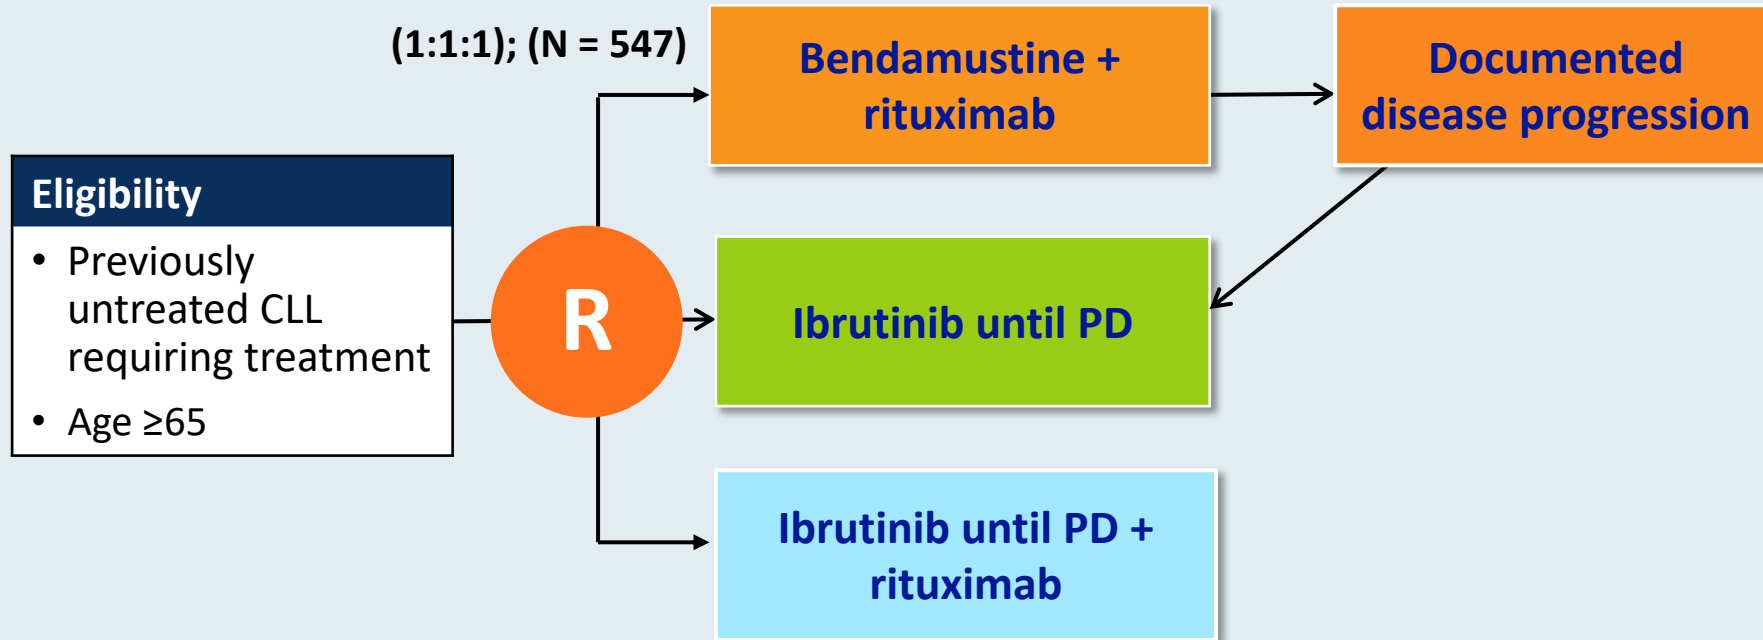 (1:1:1); (N = 547)
Bendamustine +
rituximab
Documented
disease progression
Eligibility
• Previously
untreated CLL
requiring treatment
• Age ≥65
R
Ibrutinib until PD
Ibrutinib until PD +
rituximab